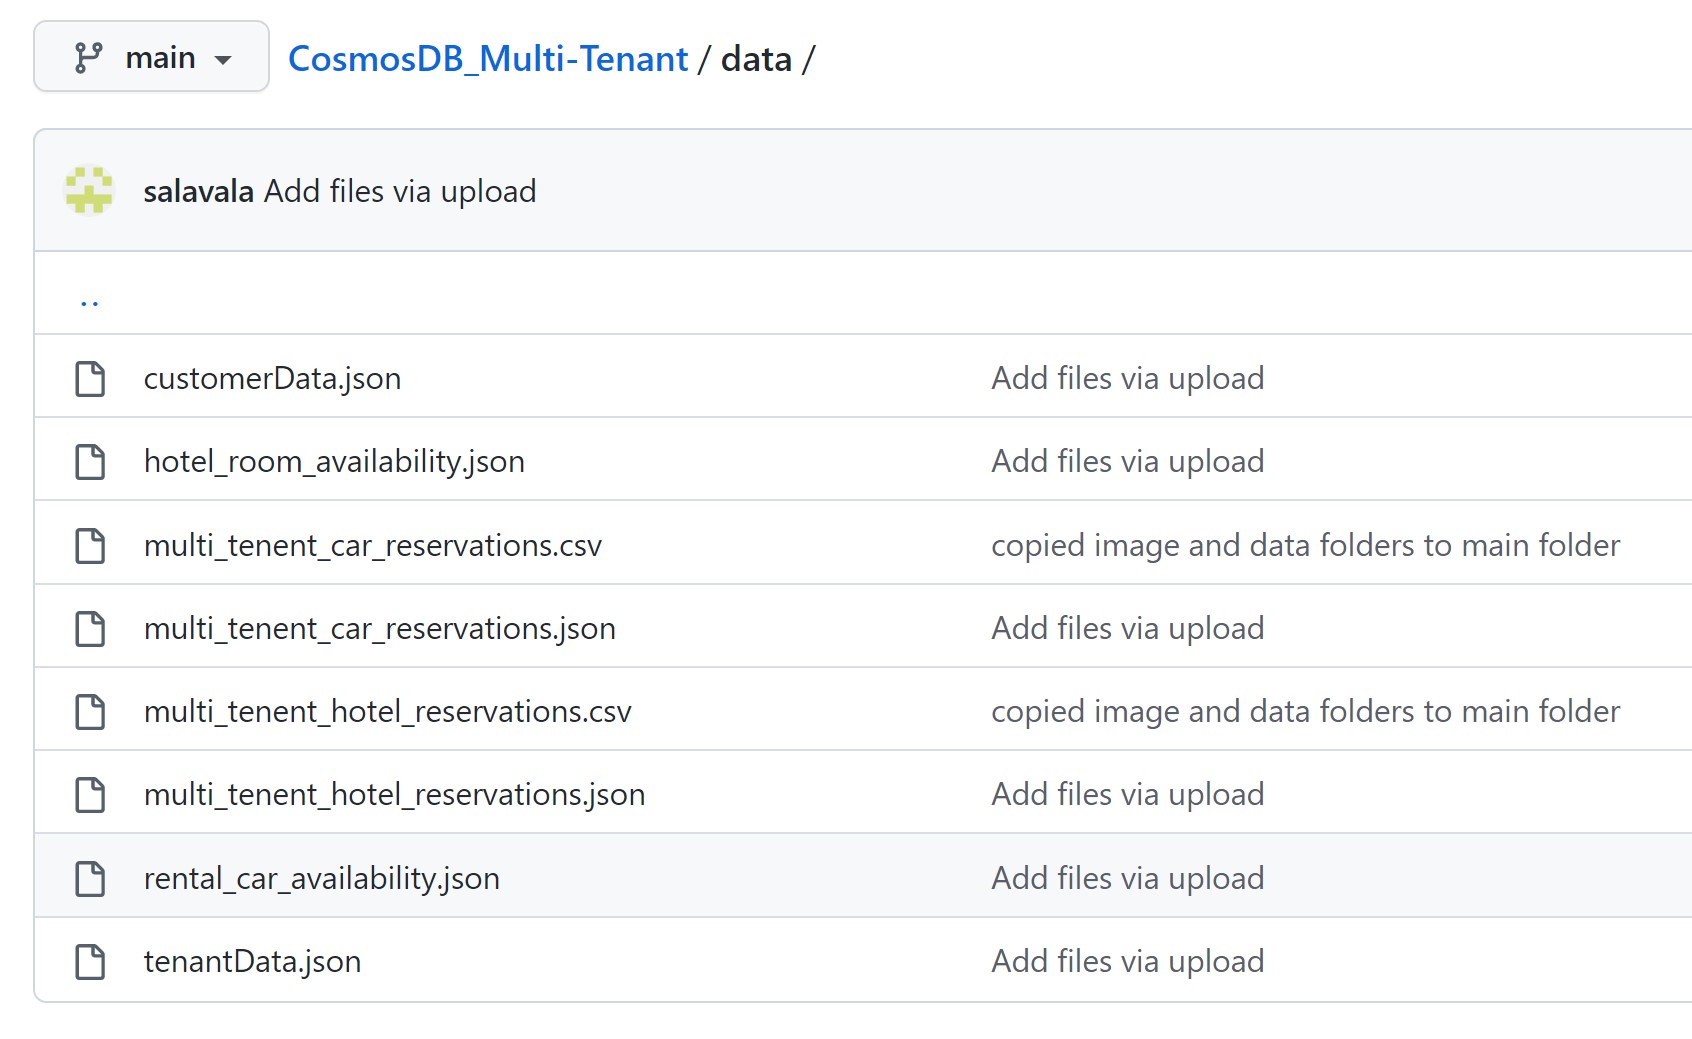 main CosmosDB_Multi-Tenant / data /
salavala Add files via upload
..
customerData.json Add files via upload
hotel_room_availability.json Add files via upload
multi_tenent_car_reservations.csv copied image and data folders to main folder
multi_tenent_car_reservations.json Add files via upload
multi_tenent_hotel_reservations.csv copied image and data folders to main folder
multi_tenent_hotel_reservations.json Add files via upload
rental_car_availability.json Add files via upload
tenantData.json Add files via upload